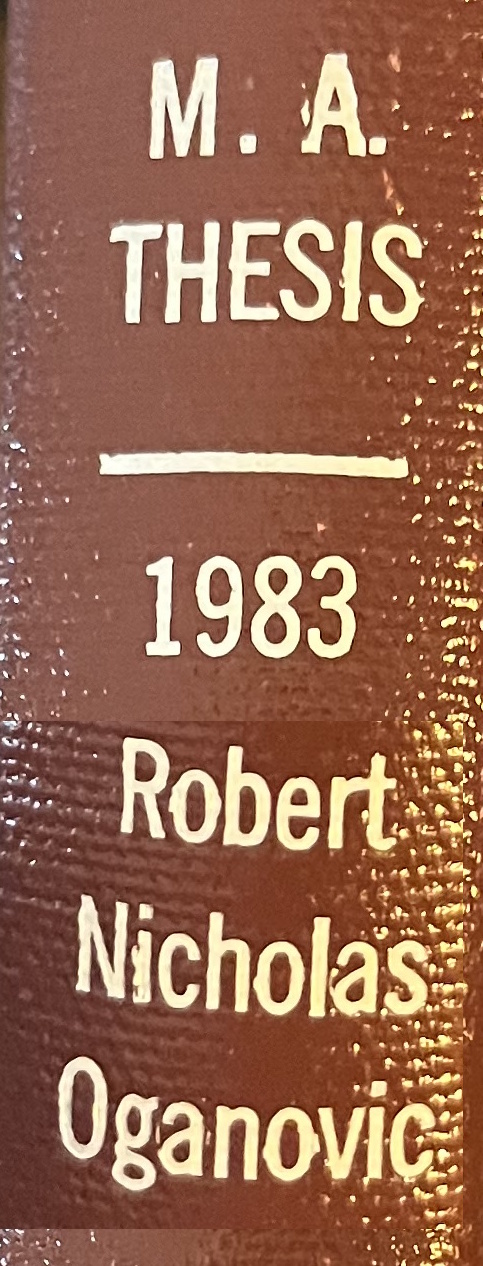 M. A.
THESIS
1983
Robert
Nicholas
Oganovic